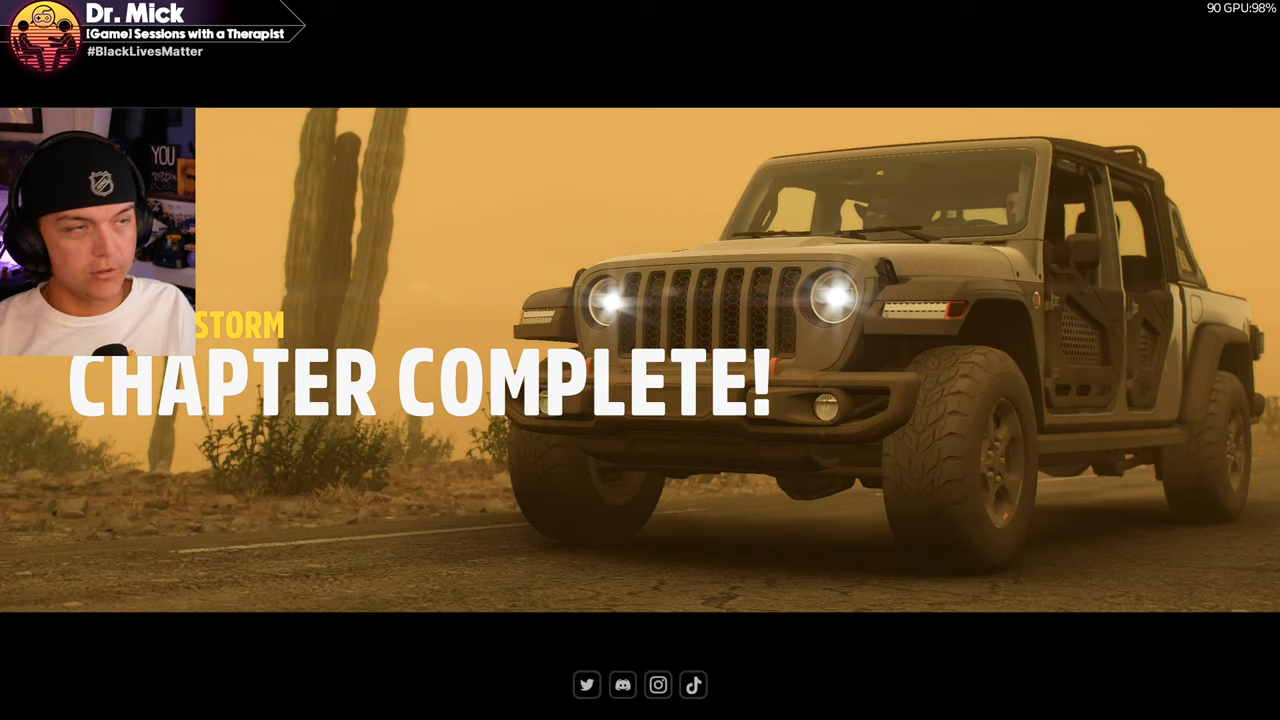 Dr. Mick
[Game] Sessions with a Therapist
#BlackLivesMatter
90 GPU:98%
YOU
STORM
CHAPTER COMPLETE!